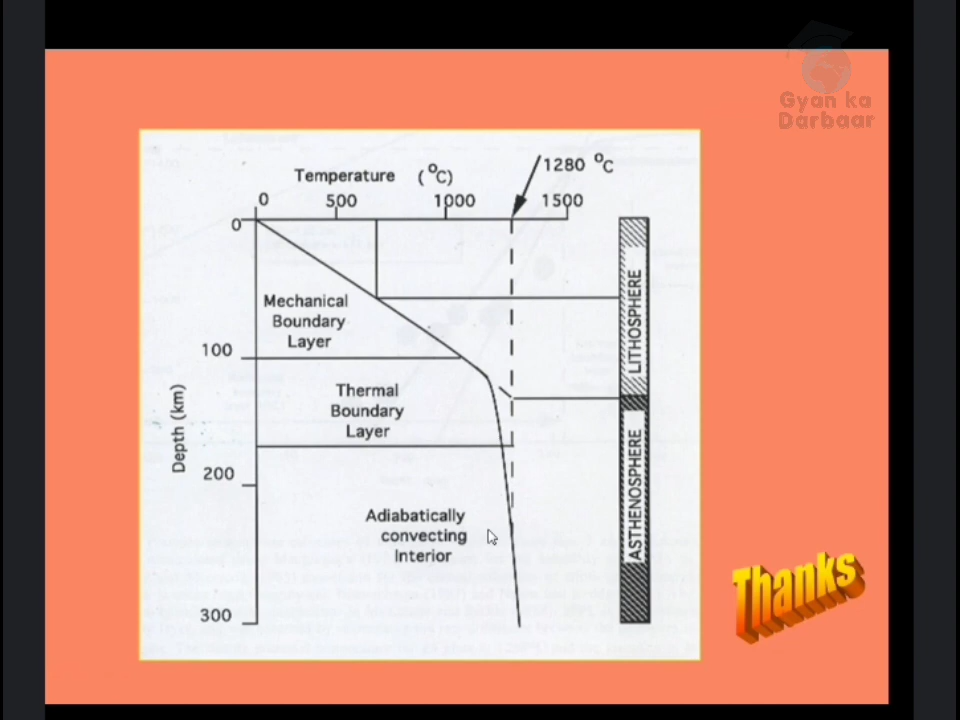 Gyan ka
Darbaar
1280 °C
Temperature (°C)
0 500 1000 1500
0
Mechanical
Boundary
Layer
100
Thermal
Boundary
Layer
Depth (km)
200
Adiabatically
convecting
Interior
300
LITHOSPHERE
ASTHENOSPHERE
Thanks